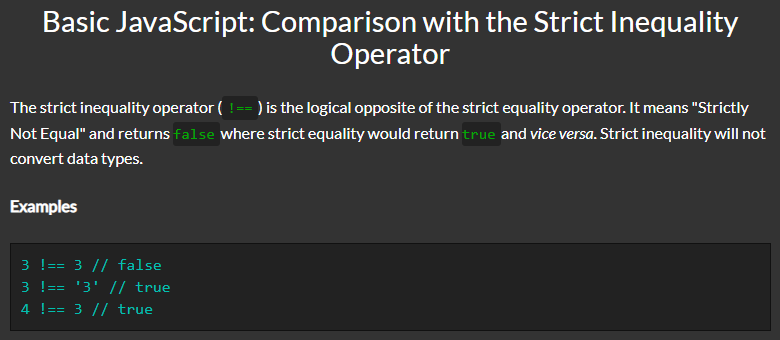 Basic JavaScript: Comparison with the Strict Inequality
Operator
The strict inequality operator ( !== ) is the logical opposite of the strict equality operator. It means "Strictly
Not Equal" and returns false where strict equality would return true and vice versa. Strict inequality will not
convert data types.
Examples
3 !== 3 // false
3 !== '3' // true
4 !== 3 // true